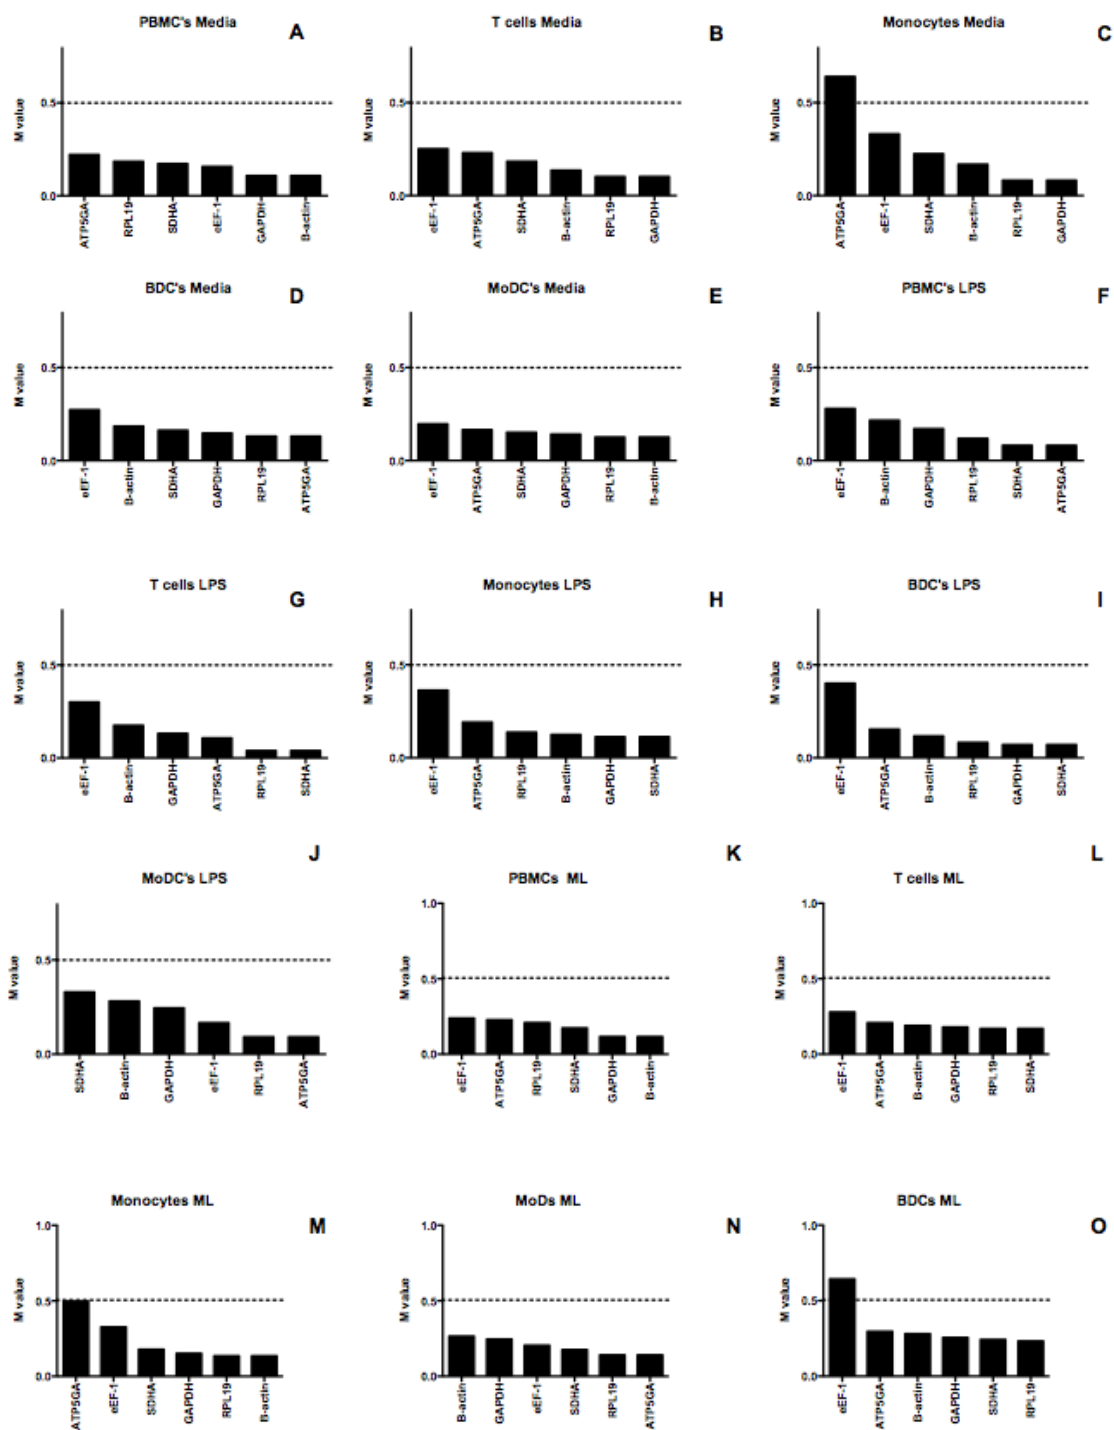 PBMC's Media
A
M value
0.5
0.0
ATP5GA
RPL19
SDHA
eEF-1
GAPDH
B-actin
T cells Media
B
M value
0.5
0.0
eEF-1
ATP5GA
SDHA
B-actin
RPL19
GAPDH
Monocytes Media
C
M value
0.5
0.0
ATP5GA
eEF-1
SDHA
B-actin
RPL19
GAPDH
BDC's Media
D
M value
0.5
0.0
eEF-1
B-actin
SDHA
GAPDH
RPL19
ATP5GA
MoDC's Media
E
M value
0.5
0.0
eEF-1
ATP5GA
SDHA
GAPDH
RPL19
B-actin
PBMC's LPS
F
M value
0.5
0.0
eEF-1
B-actin
GAPDH
RPL19
SDHA
ATP5GA
T cells LPS
G
M value
0.5
0.0
eEF-1
B-actin
GAPDH
ATP5GA
RPL19
SDHA
Monocytes LPS
H
M value
0.5
0.0
eEF-1
ATP5GA
RPL19
B-actin
GAPDH
SDHA
BDC's LPS
I
M value
0.5
0.0
eEF-1
ATP5GA
B-actin
RPL19
GAPDH
SDHA
J
MoDC's LPS
M value
0.5
0.0
SDHA
B-actin
GAPDH
eEF-1
RPL19
ATP5GA
K
PBMCs ML
M value
1.0
0.5
0.0
eEF-1
ATP5GA
RPL19
SDHA
GAPDH
B-actin
L
T cells ML
M value
1.0
0.5
0.0
eEF-1
ATP5GA
B-actin
GAPDH
RPL19
SDHA
Monocytes ML
M
M value
1.0
0.5
0.0
ATP5GA
eEF-1
SDHA
GAPDH
RPL19
B-actin
MoDs ML
N
M value
1.0
0.5
0.0
B-actin
GAPDH
eEF-1
SDHA
RPL19
ATP5GA
BDCs ML
O
M value
1.0
0.5
0.0
eEF-1
ATP5GA
B-actin
GAPDH
SDHA
RPL19